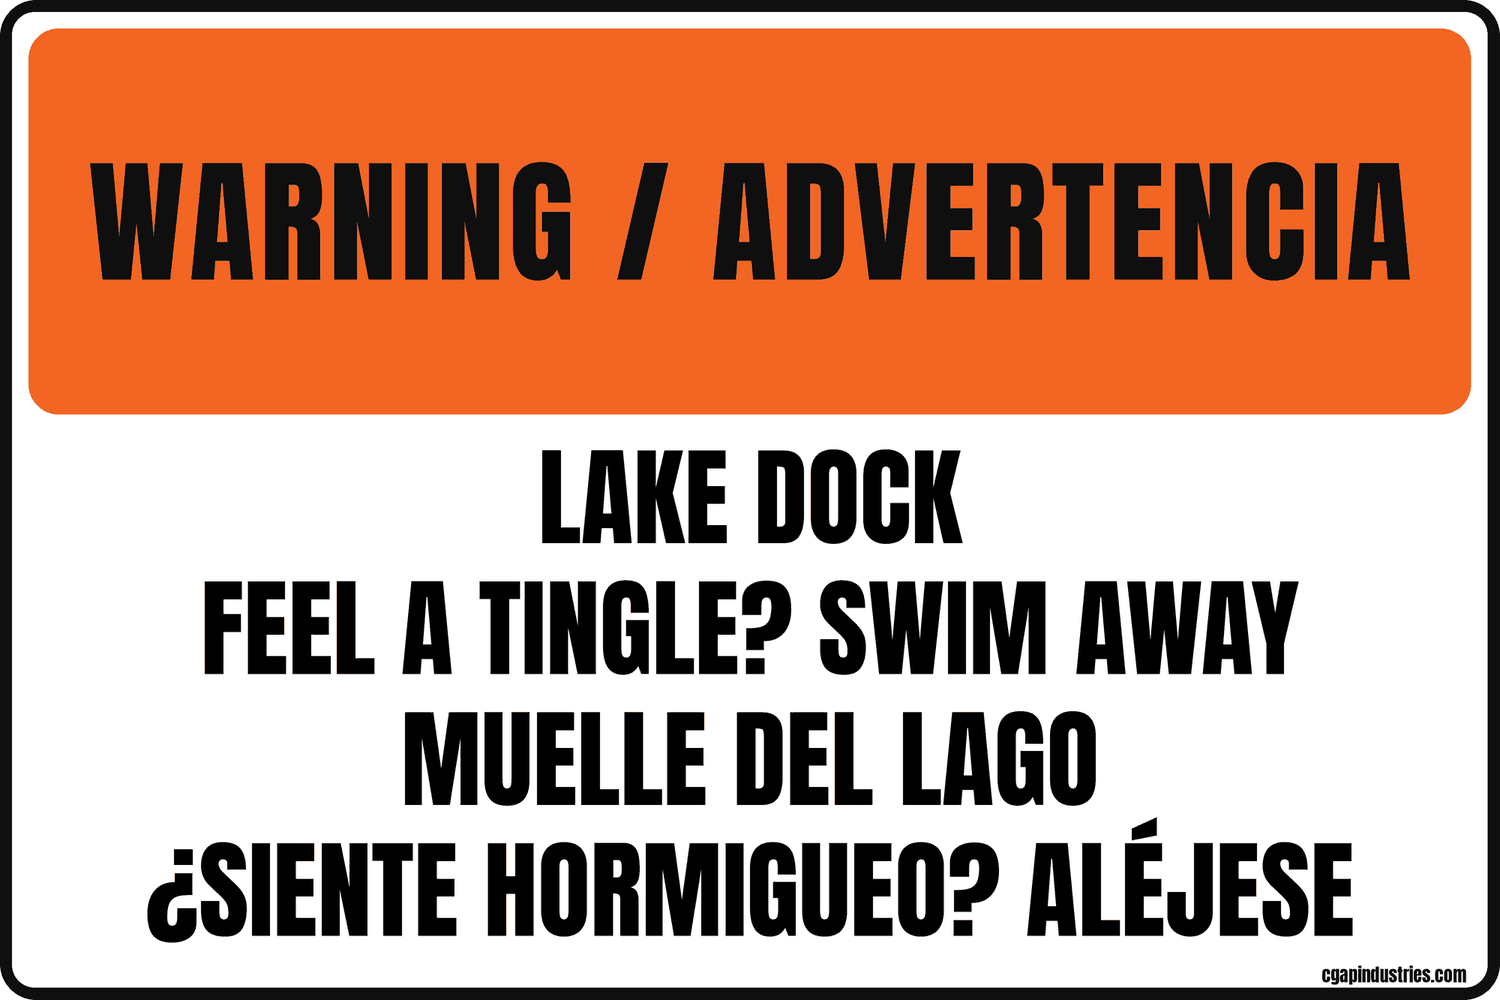 WARNING / ADVERTENCIA
LAKE DOCK
FEEL A TINGLE? SWIM AWAY
MUELLE DEL LAGO
¿SIENTE HORMIGUEO? ALÉJESE
cgapindustries.com